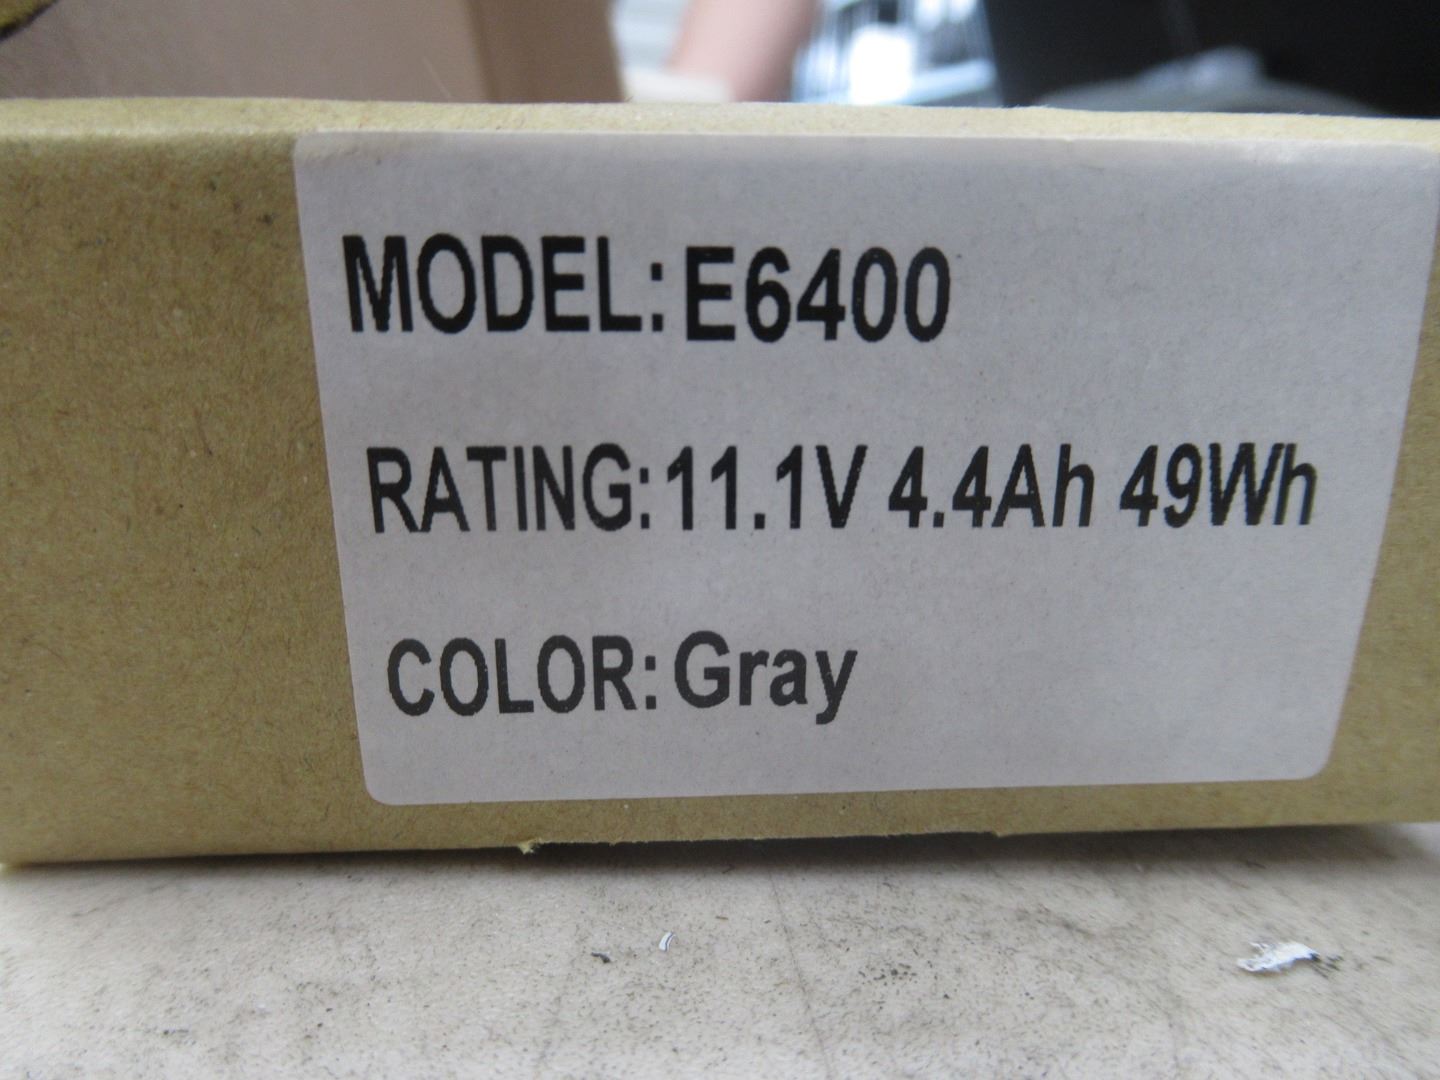 MODEL:E6400
RATING:11.1V 4.4Ah 49Wh
COLOR:Gray